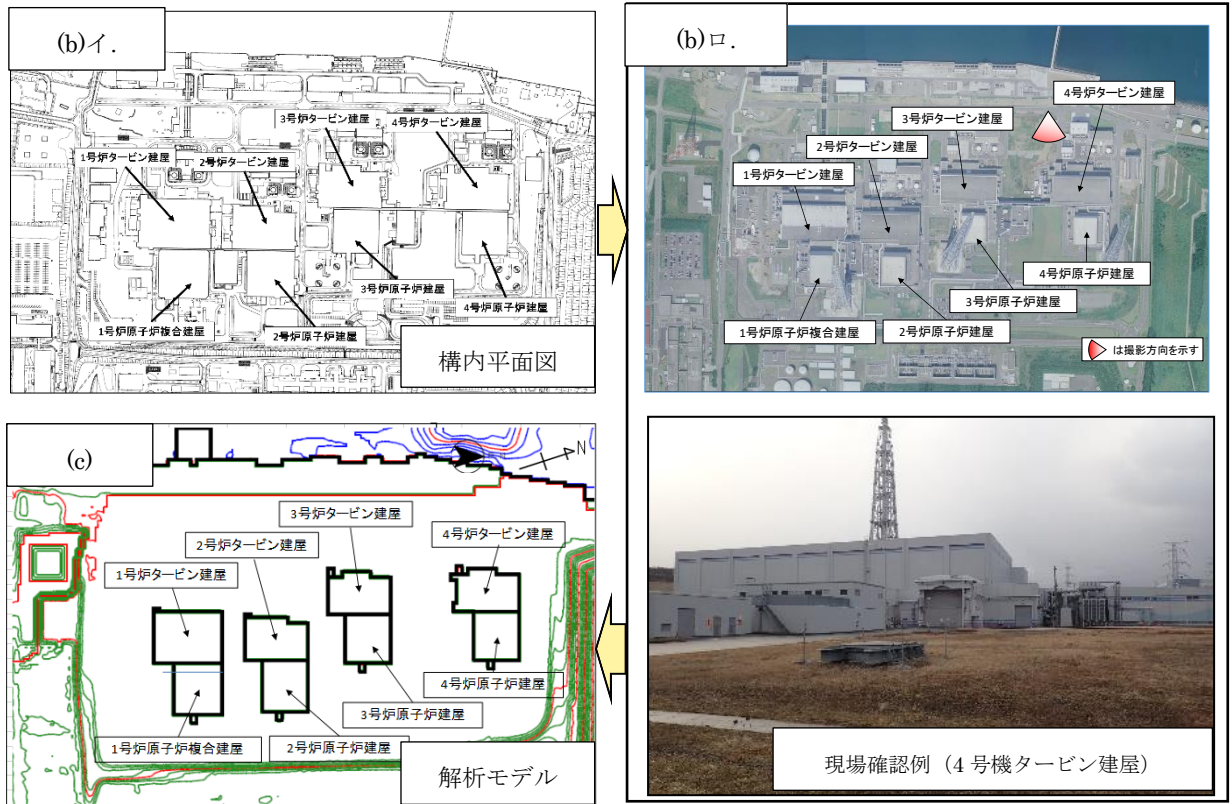 (b)イ.
3号炉タービン建屋
4号炉タービン建屋
1号炉タービン建屋
2号炉タービン建屋
3号炉原子炉建屋
4号炉原子炉建屋
1号炉原子炉複合建屋
2号炉原子炉建屋
構内平面図
(b)ロ.
4号炉タービン建屋
3号炉タービン建屋
2号炉タービン建屋
1号炉タービン建屋
4号炉原子炉建屋
3号炉原子炉建屋
1号炉原子炉複合建屋
2号炉原子炉建屋
は撮影方向を示す
(c)
N
3号炉タービン建屋
4号炉タービン建屋
2号炉タービン建屋
1号炉タービン建屋
4号炉原子炉建屋
3号炉原子炉建屋
1号炉原子炉複合建屋
2号炉原子炉建屋
解析モデル
現場確認例（4 号機タービン建屋）